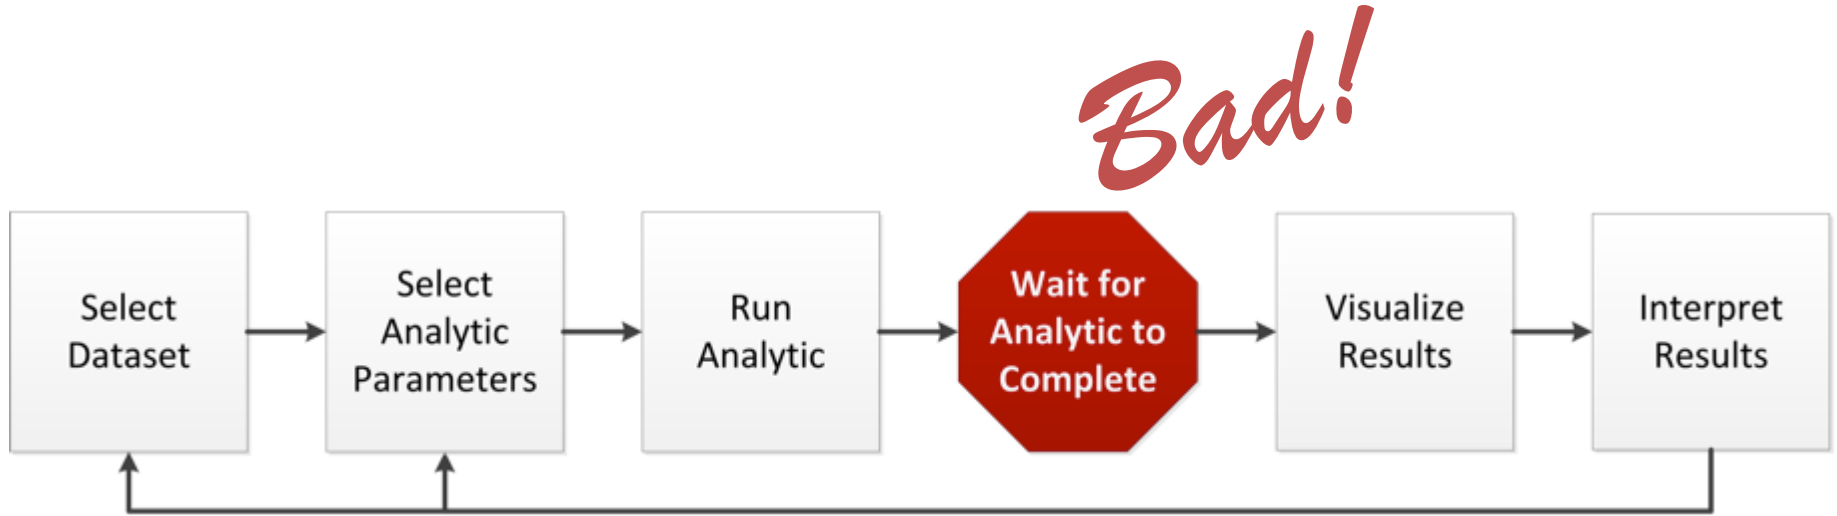 Bad!
Select
Dataset
Select
Analytic
Parameters
Run
Analytic
Wait for
Analytic to
Complete
Visualize
Results
Interpret
Results